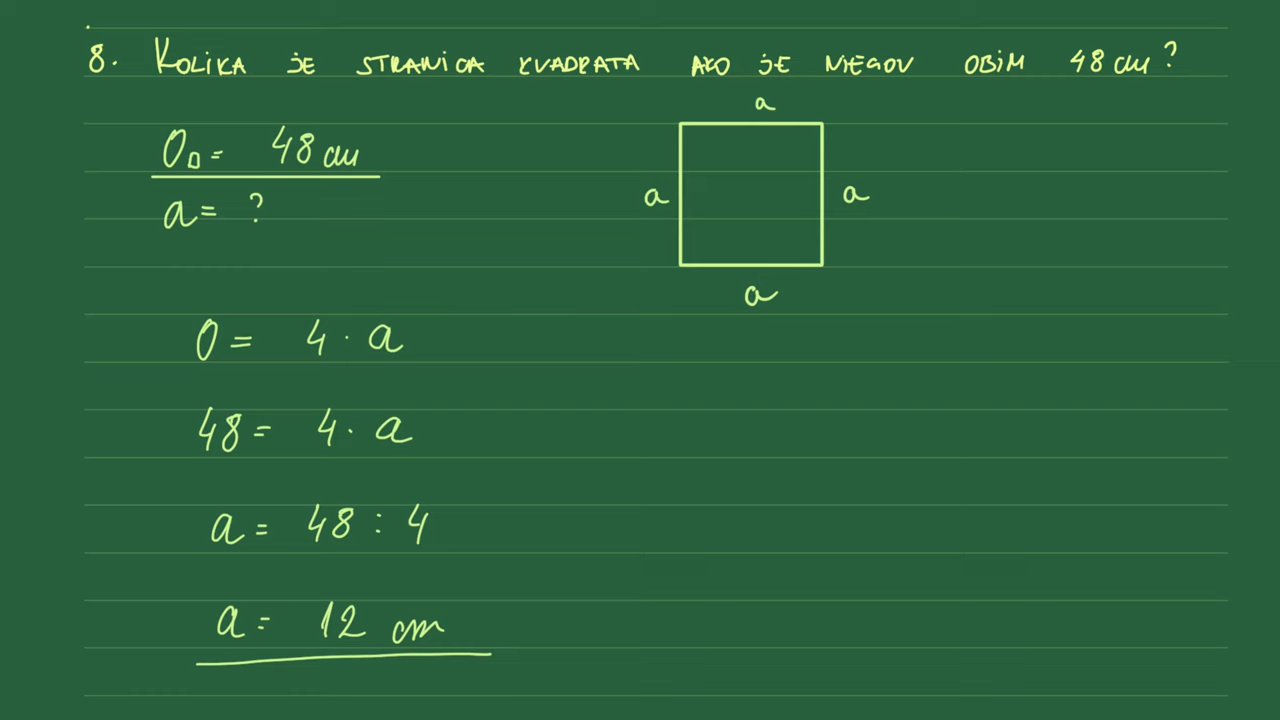 8. KOLIKA JE STRANICA KVADRATA AKO JE NJEGOV OBIM 48 cm?
O□ = 48 cm
a = ?
a
a
a
a
O = 4 · a
48 = 4 · a
a = 48 : 4
a = 12 cm